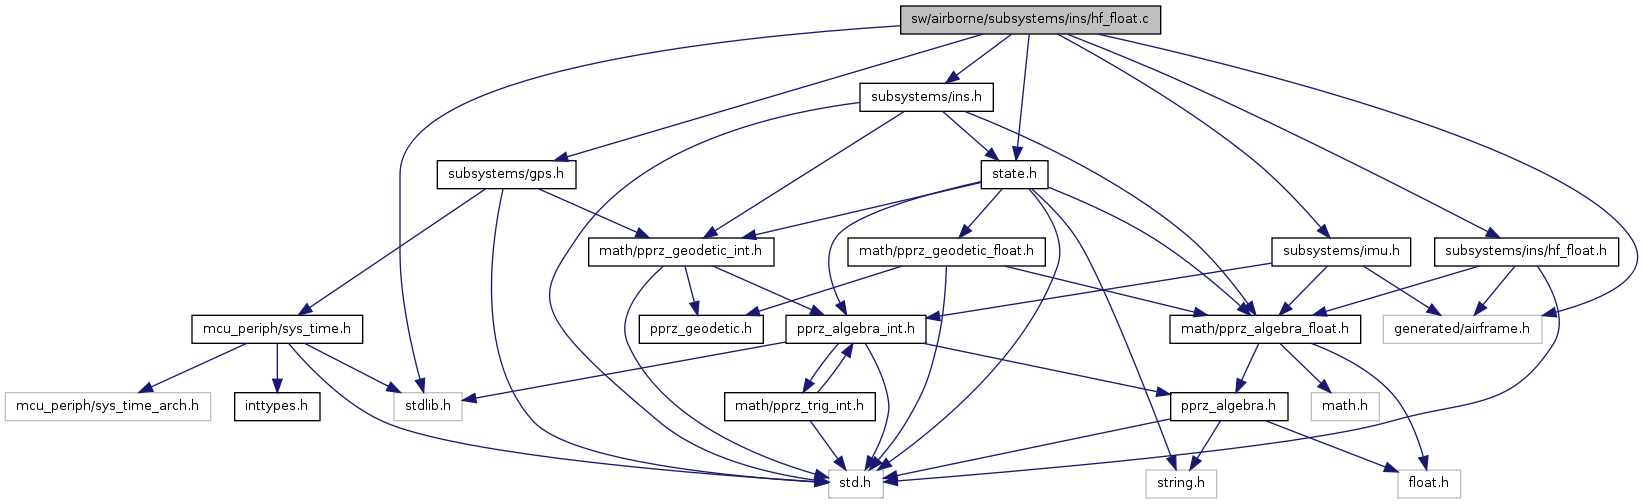 sw/airborne/subsystems/ins/hf_float.c
subsystems/ins.h
subsystems/gps.h
state.h
math/pprz_geodetic_int.h
math/pprz_geodetic_float.h
subsystems/imu.h
subsystems/ins/hf_float.h
mcu_periph/sys_time.h
pprz_geodetic.h
pprz_algebra_int.h
math/pprz_algebra_float.h
generated/airframe.h
mcu_periph/sys_time_arch.h
inttypes.h
stdlib.h
math/pprz_trig_int.h
pprz_algebra.h
math.h
std.h
string.h
float.h